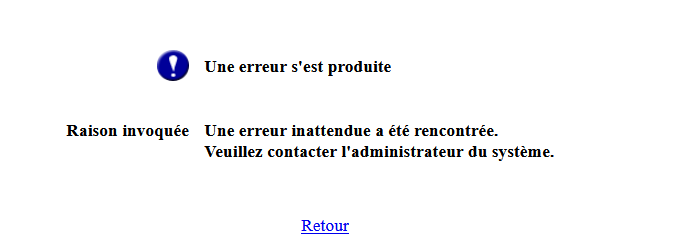 Une erreur s'est produite
Raison invoquée Une erreur inattendue a été rencontrée.
Veuillez contacter l'administrateur du système.
Retour